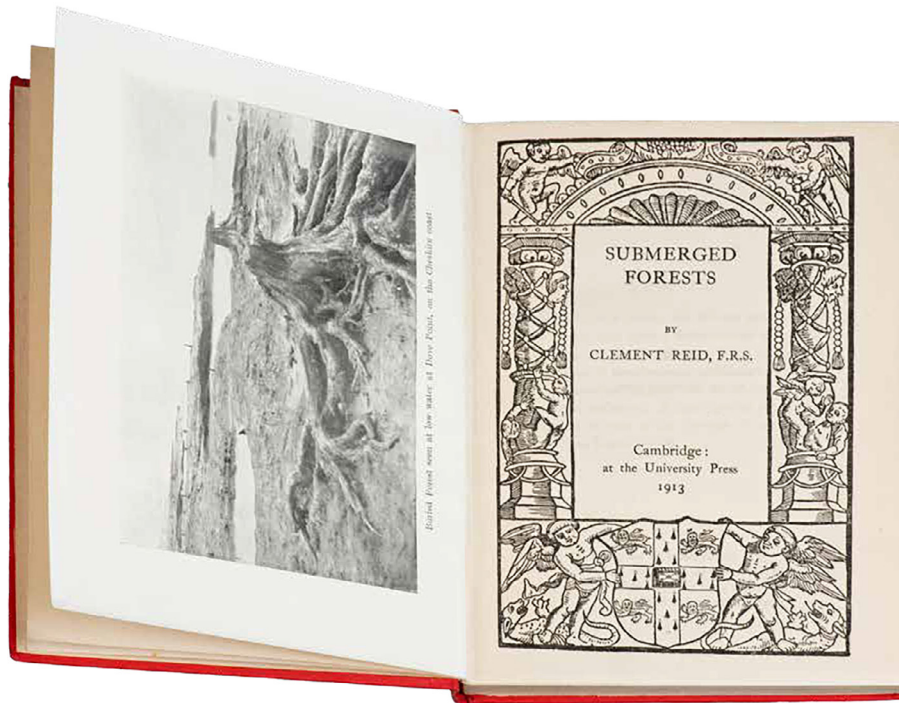 Buried Forest seen at low water at Dove Point, on the Cheshire coast
SUBMERGED
FORESTS
BY
CLEMENT REID, F.R.S.
Cambridge:
at the University Press
1913